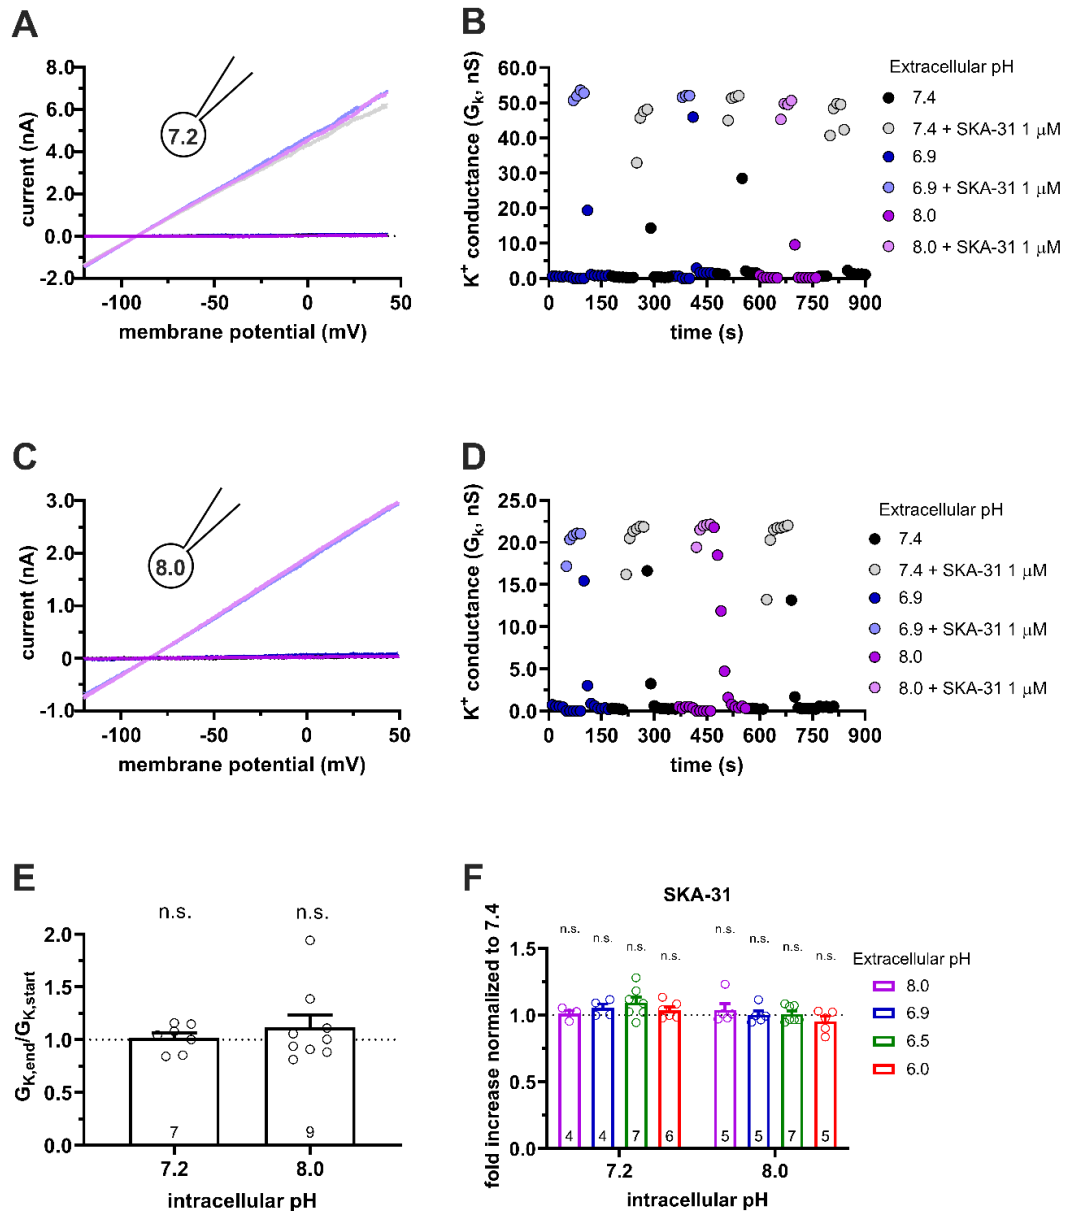 A
8.0
6.0
4.0
2.0
0.0
-2.0
current (nA)
7.2
-100
-50
0
50
membrane potential (mV)
B
60.0
50.0
40.0
30.0
20.0
10.0
0.0
K⁺ conductance (Gₖ, nS)
0
150
300
450
600
750
900
time (s)
Extracellular pH
7.4
7.4 + SKA-31 1 μM
6.9
6.9 + SKA-31 1 μM
8.0
8.0 + SKA-31 1 μM
C
3.0
2.0
1.0
0
-1.0
current (nA)
8.0
-100
-50
0
50
membrane potential (mV)
D
25.0
20.0
15.0
10.0
5.0
0.0
K⁺ conductance (Gₖ, nS)
0
150
300
450
600
750
900
time (s)
Extracellular pH
7.4
7.4 + SKA-31 1 μM
6.9
6.9 + SKA-31 1 μM
8.0
8.0 + SKA-31 1 μM
E
n.s.
n.s.
2.0
1.5
1.0
0.5
0.0
G_K,end/G_K,start
7
9
7.2
8.0
intracellular pH
F
SKA-31
n.s.
n.s.
n.s.
n.s.
n.s.
n.s.
n.s.
n.s.
1.5
1.0
0.5
0.0
fold increase normalized to 7.4
4
4
7
6
5
5
7
5
7.2
8.0
intracellular pH
Extracellular pH
8.0
6.9
6.5
6.0